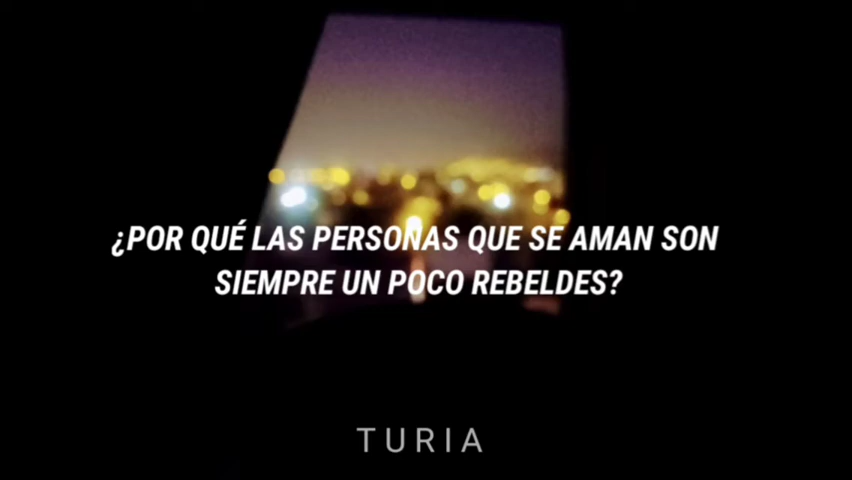 ¿POR QUÉ LAS PERSONAS QUE SE AMAN SON
SIEMPRE UN POCO REBELDES?
TURIA